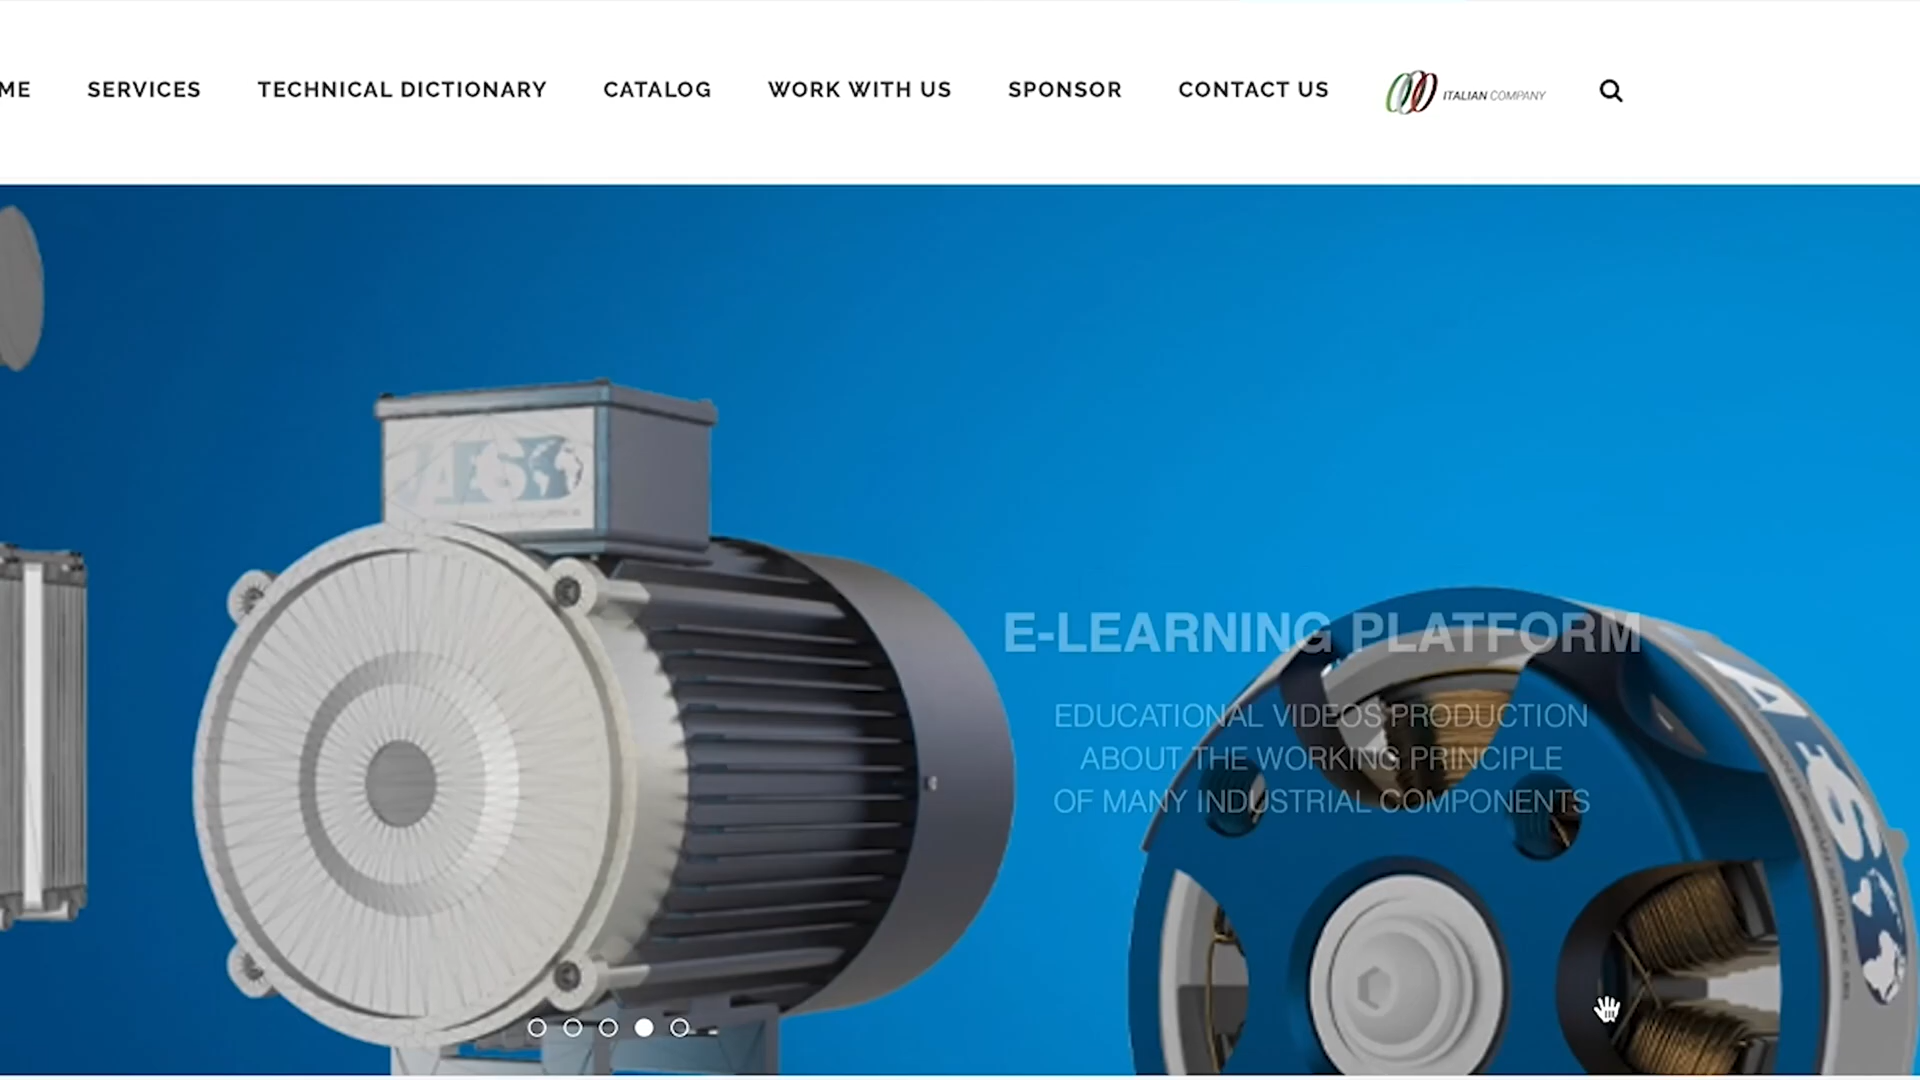 ME SERVICES TECHNICAL DICTIONARY CATALOG WORK WITH US SPONSOR CONTACT US ITALIAN COMPANY
E-LEARNING PLATFORM
EDUCATIONAL VIDEOS PRODUCTION
ABOUT THE WORKING PRINCIPLE
OF MANY INDUSTRIAL COMPONENTS